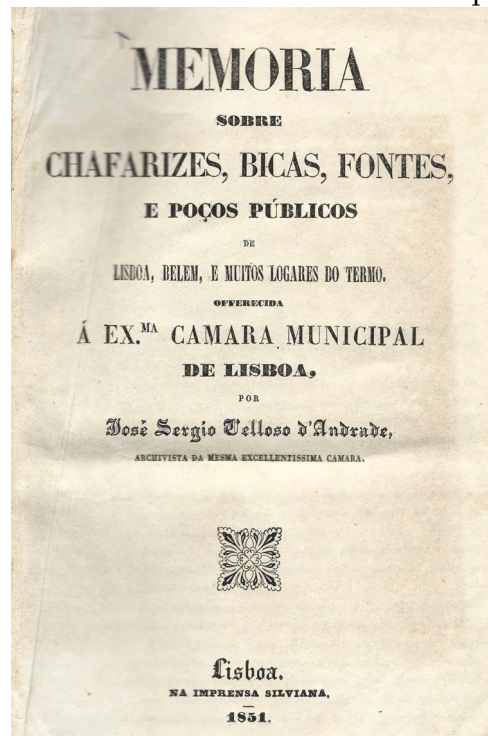 MEMORIA
SOBRE
CHAFARIZES, BICAS, FONTES,
E POÇOS PÚBLICOS
DE
LISBOA, BELEM, E MUITOS LOGARES DO TERMO.
OFFERECIDA
Á EX.MA CAMARA MUNICIPAL
DE LISBOA,
POR
José Sergio Velloso d'Andrade,
ARCHIVISTA DA MESMA EXCELLENTISSIMA CAMARA.
Lisboa.
NA IMPRENSA SILVIANA,
1851.